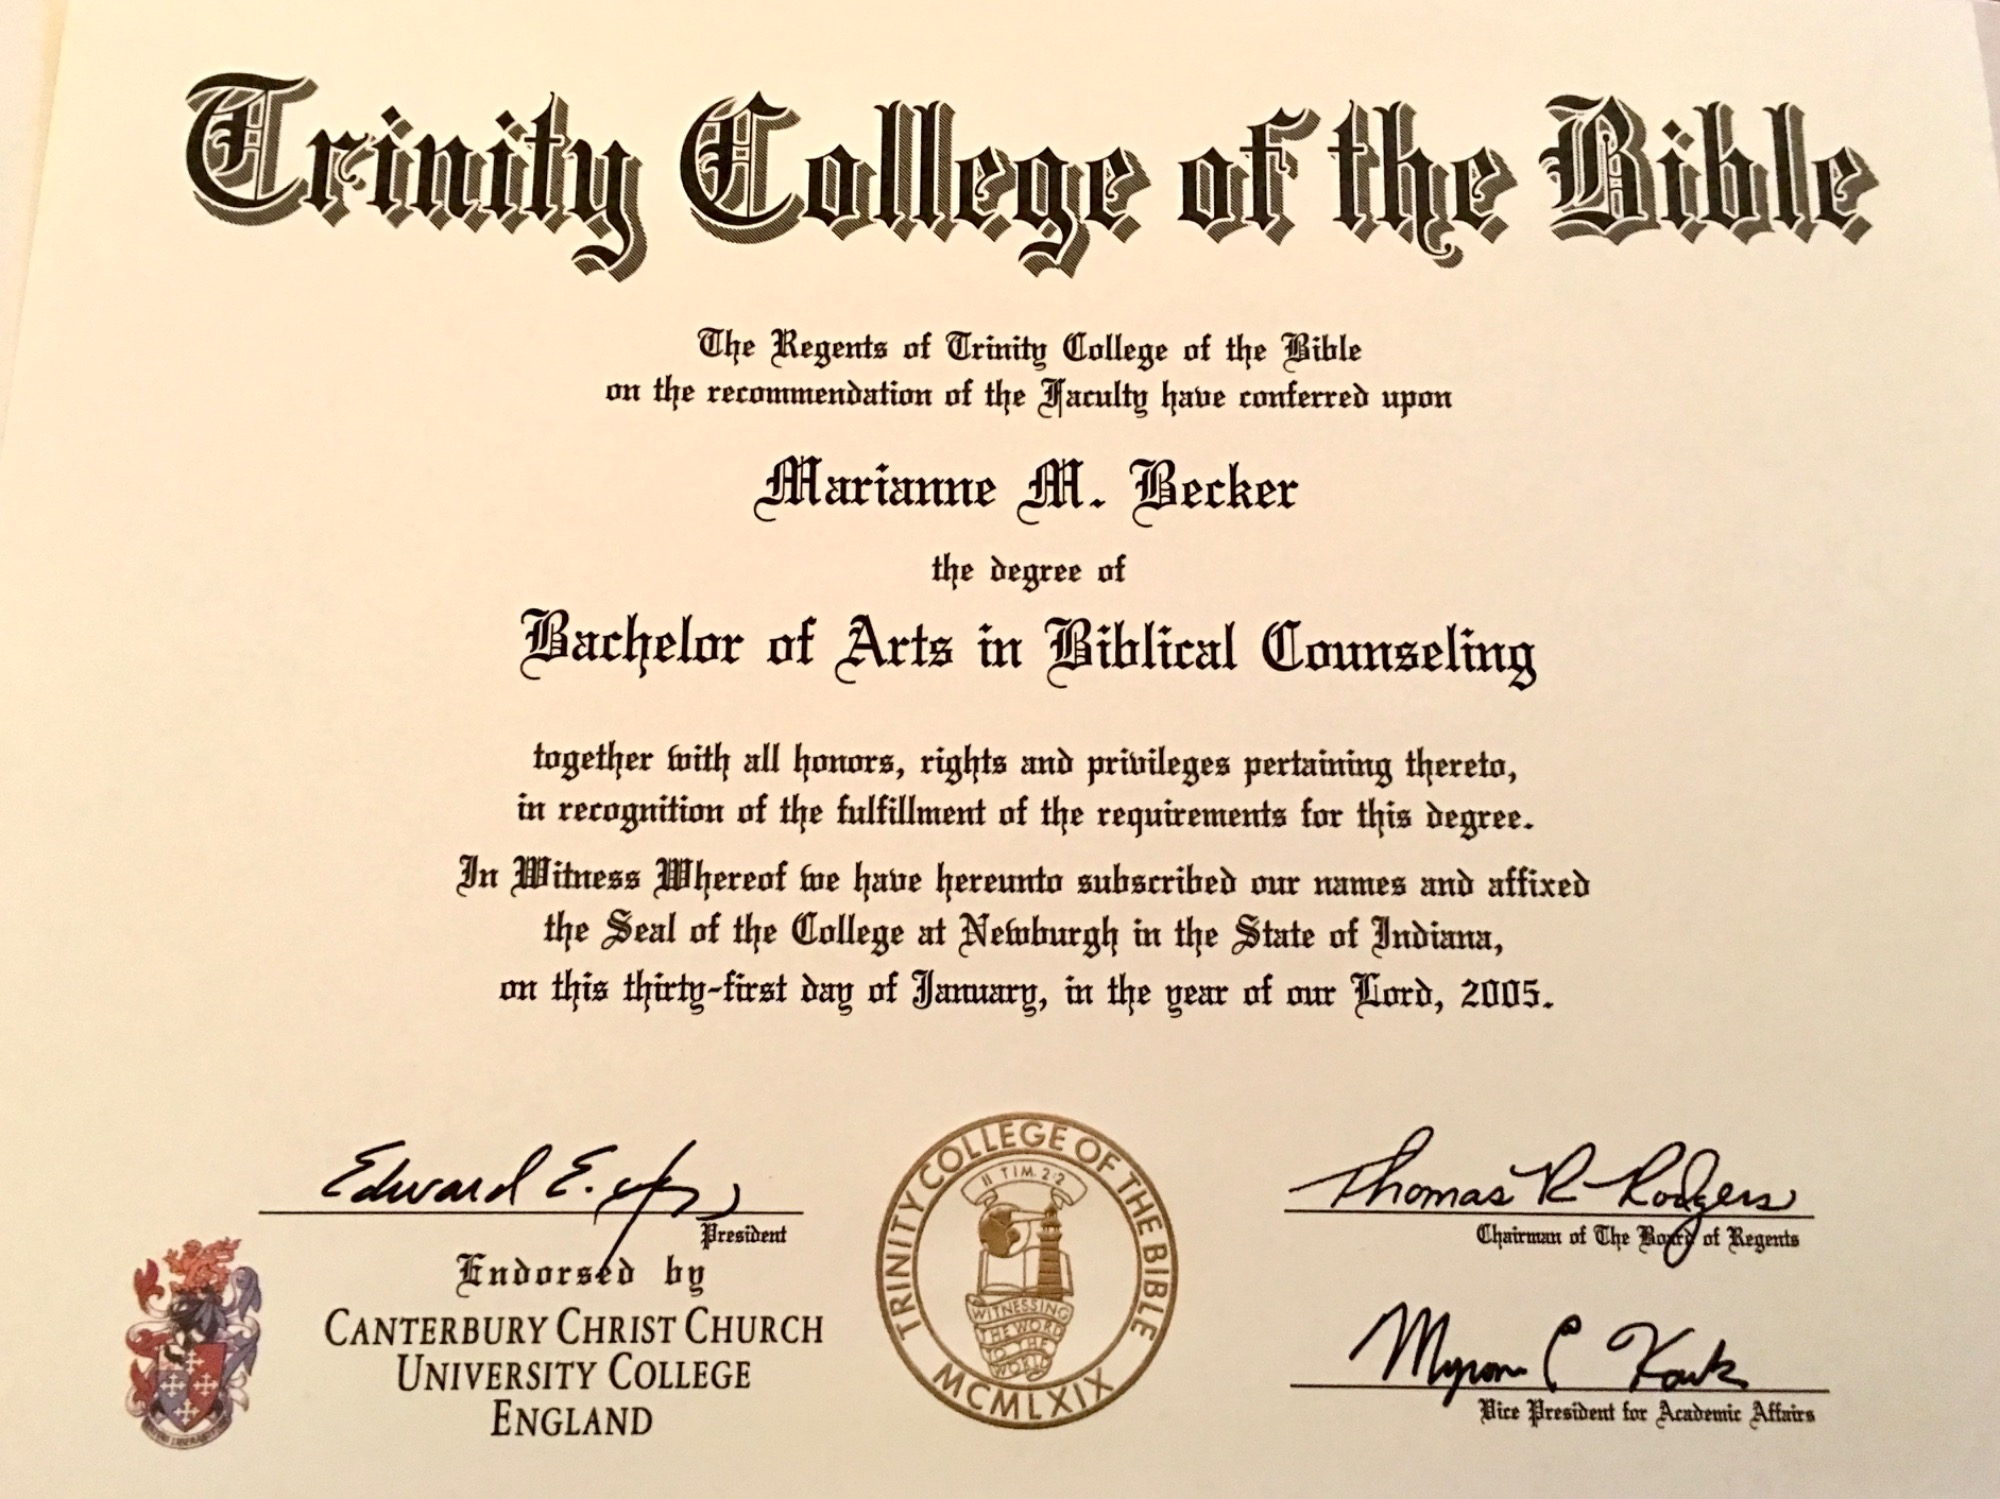 Trinity College of the Bible
The Regents of Trinity College of the Bible
on the recommendation of the Faculty have conferred upon
Marianne M. Becker
the degree of
Bachelor of Arts in Biblical Counseling
together with all honors, rights and privileges pertaining thereto,
in recognition of the fulfillment of the requirements for this degree.
In Witness Whereof we have hereunto subscribed our names and affixed
the Seal of the College at Newburgh in the State of Indiana,
on this thirty-first day of January, in the year of our Lord, 2005.
Edward E.
President
Endorsed by
CANTERBURY CHRIST CHURCH
UNIVERSITY COLLEGE
ENGLAND
TRINITY COLLEGE OF THE BIBLE
II TIM. 2:2
WITNESSING
THE WORD
TO THE
WORLD
MCMLXIX
Thomas R Rodgers
Chairman of The Board of Regents
Myron C
Vice President for Academic Affairs